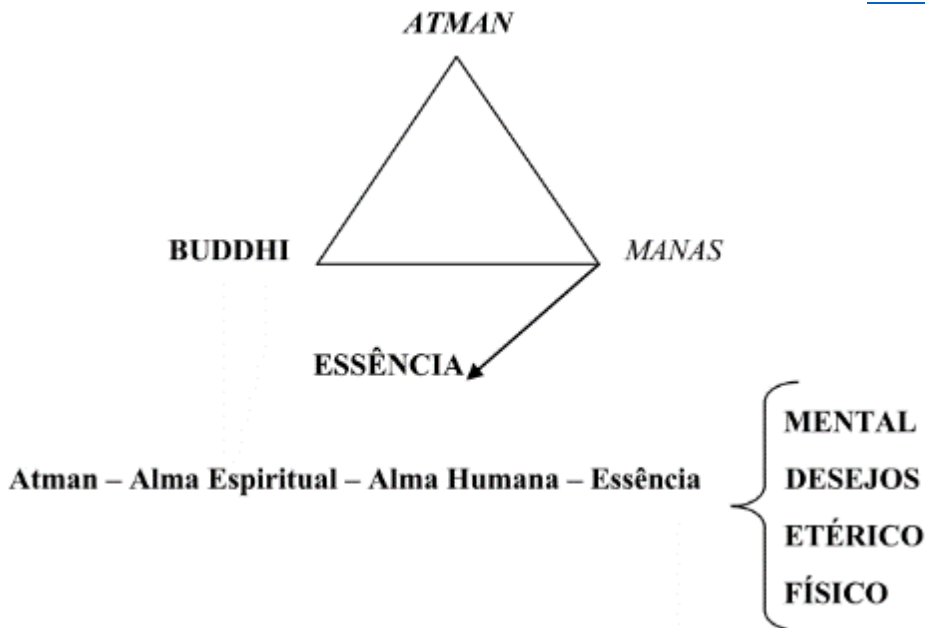 ATMAN
BUDDHI
MANAS
ESSÊNCIA
Atman – Alma Espiritual – Alma Humana – Essência
MENTAL
DESEJOS
ETÉRICO
FÍSICO